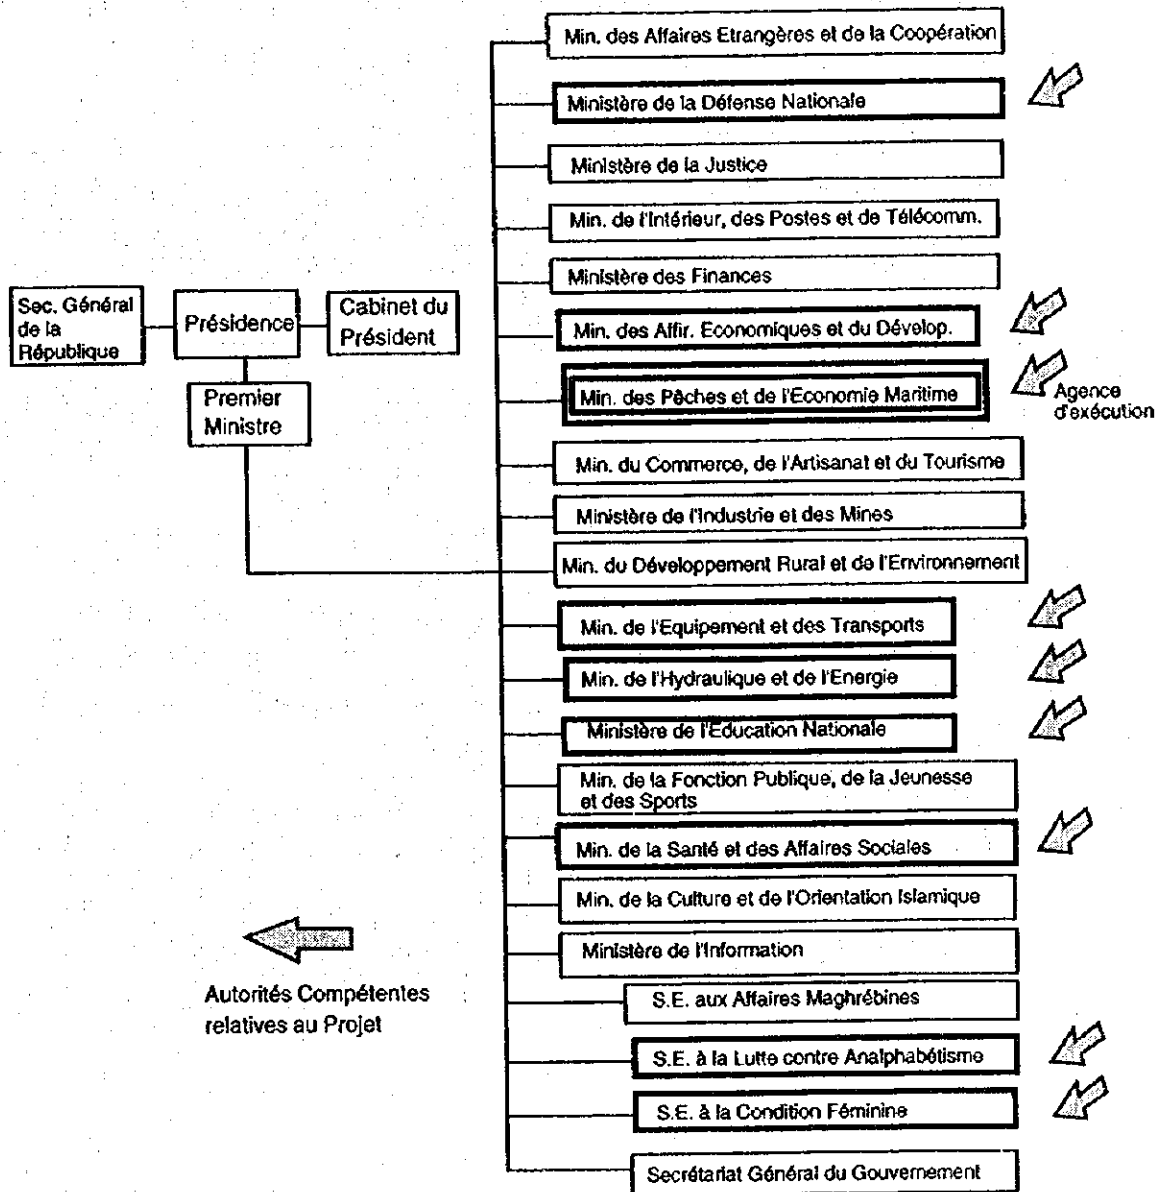 Min. des Affaires Etrangères et de la Coopération
Ministère de la Défense Nationale
Ministère de la Justice
Min. de l'Intérieur, des Postes et de Télécomm.
Ministère des Finances
Sec. Général
de la
République
Présidence
Cabinet du
Président
Premier
Ministre
Min. des Affir. Economiques et du Dévelop.
Min. des Pêches et de l'Economie Maritime
Agence
d'exécution
Min. du Commerce, de l'Artisanat et du Tourisme
Ministère de l'Industrie et des Mines
Min. du Développement Rural et de l'Environnement
Min. de l'Equipement et des Transports
Min. de l'Hydraulique et de l'Energie
Ministère de l'Education Nationale
Min. de la Fonction Publique, de la Jeunesse
et des Sports
Min. de la Santé et des Affaires Sociales
Min. de la Culture et de l'Orientation Islamique
Ministère de l'Information
S.E. aux Affaires Maghrébines
S.E. à la Lutte contre Analphabétisme
S.E. à la Condition Féminine
Secrétariat Général du Gouvernement
Autorités Compétentes
relatives au Projet